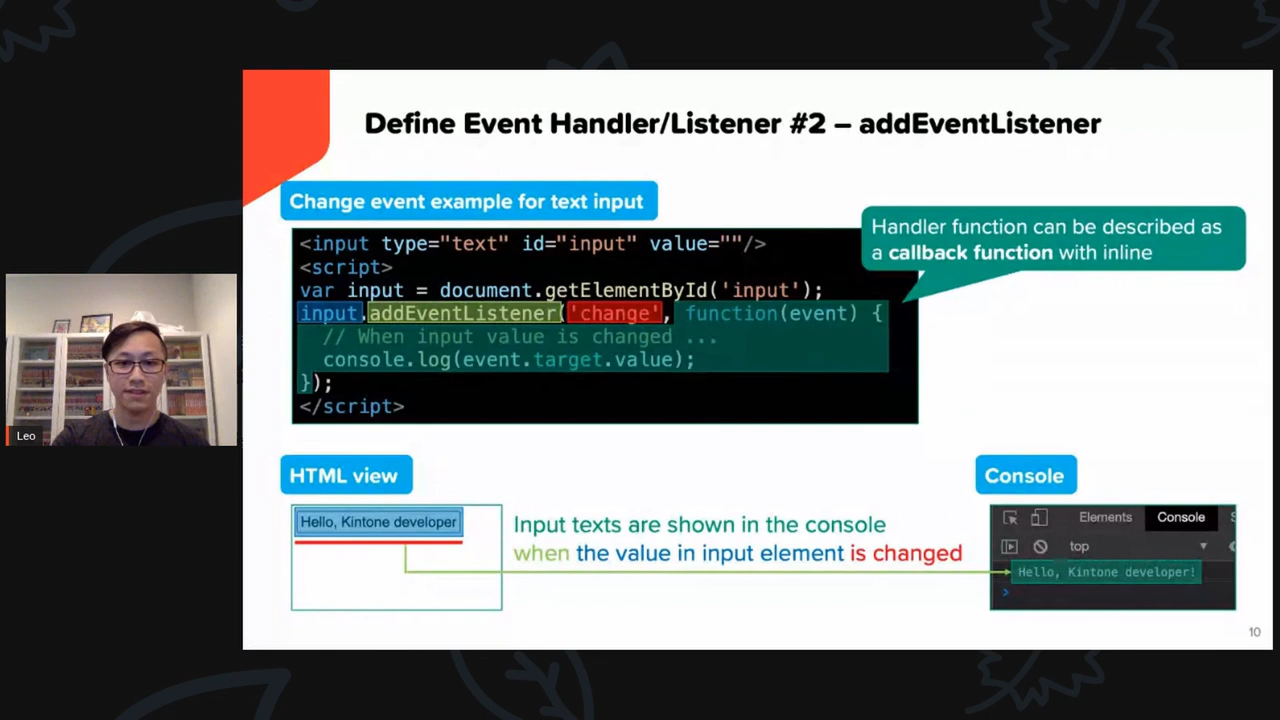 Define Event Handler/Listener #2 – addEventListener
Change event example for text input
Handler function can be described as
a callback function with inline
<input type="text" id="input" value=""/>
<script>
var input = document.getElementById('input');
input.addEventListener('change', function(event) {
// When input value is changed ...
console.log(event.target.value);
});
</script>
Leo
HTML view
Console
Hello, Kintone developer
Input texts are shown in the console
when the value in input element is changed
Elements Console
top
Hello, Kintone developer!
>
10